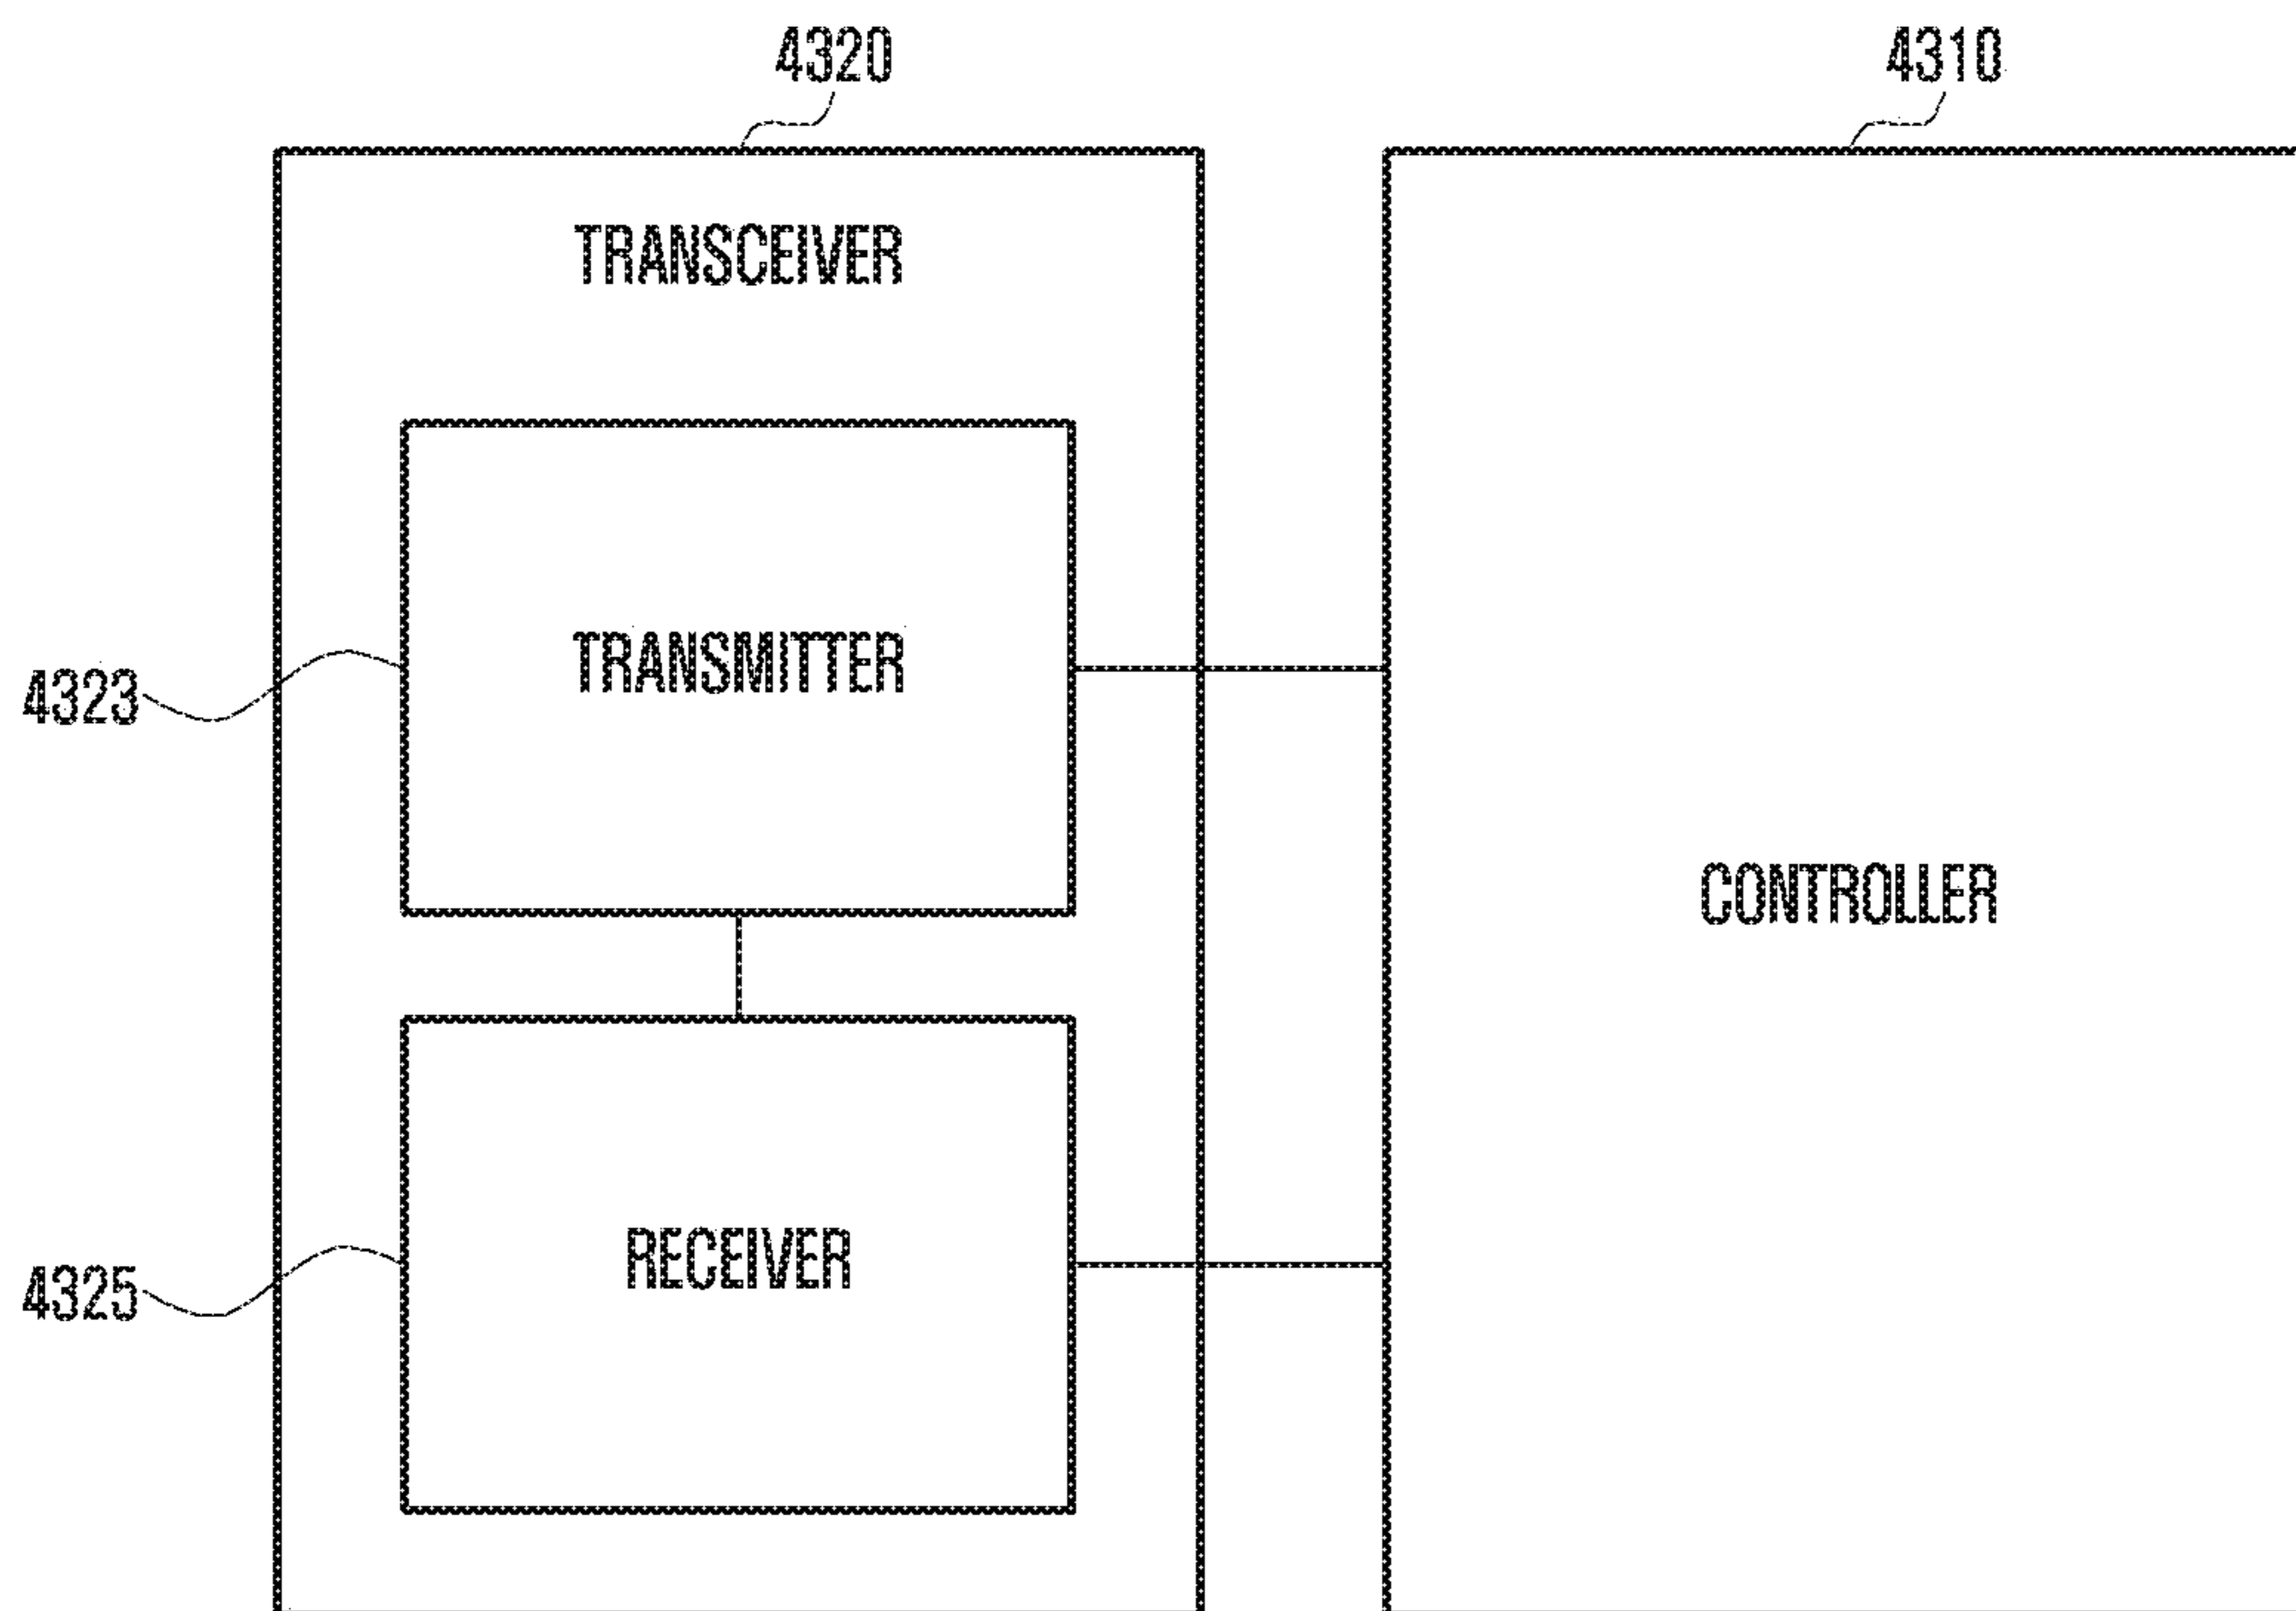 4320
4310
TRANSCEIVER
TRANSMITTER
4323
CONTROLLER
RECEIVER
4325